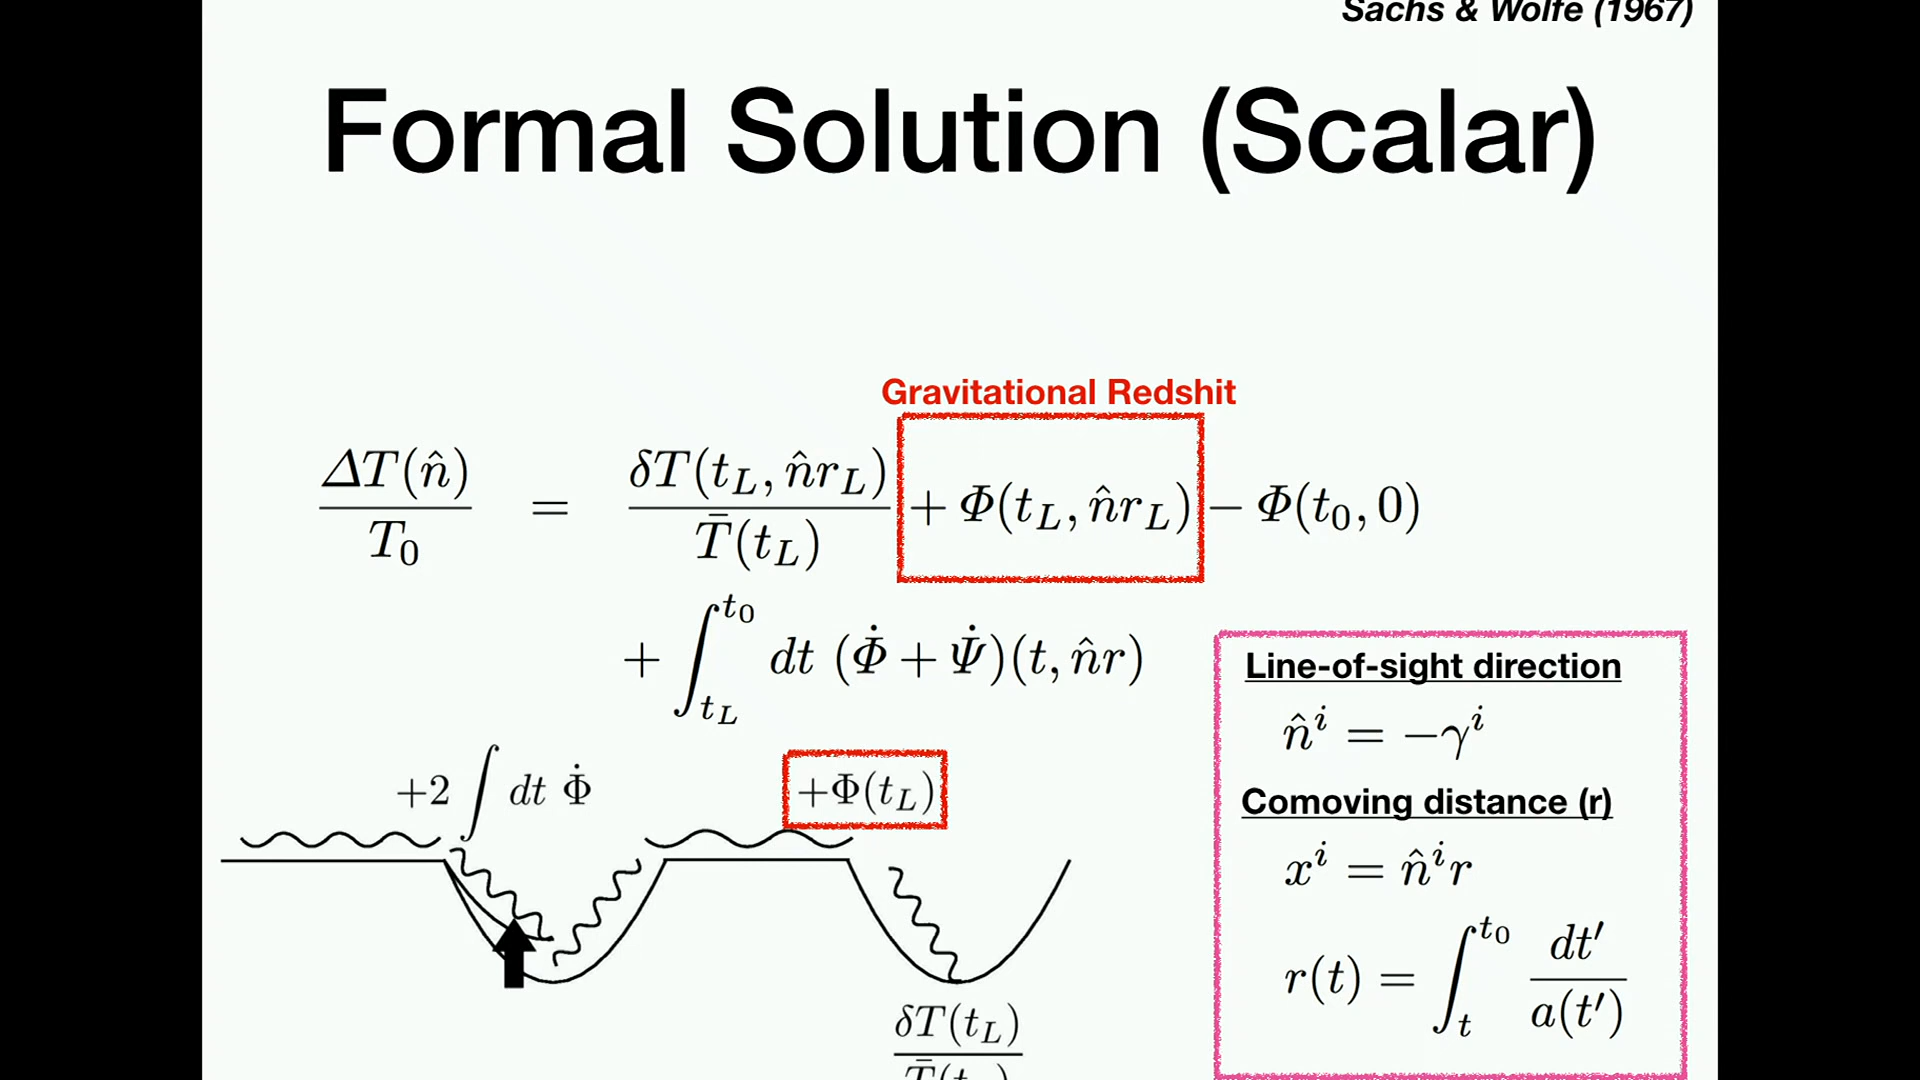 Sachs & Wolfe (1967)
Formal Solution (Scalar)
Gravitational Redshit
ΔT(n̂)/T₀ = δT(t_L, n̂r_L)/T̄(t_L) + Φ(t_L, n̂r_L) − Φ(t₀, 0)
+ ∫_{t_L}^{t₀} dt (Φ̇ + Ψ̇)(t, n̂r)
+2 ∫ dt Φ̇
+Φ(t_L)
δT(t_L)/T̄(t_L)
Line-of-sight direction
n̂ⁱ = −γⁱ
Comoving distance (r)
xⁱ = n̂ⁱr
r(t) = ∫_t^{t₀} dt′/a(t′)